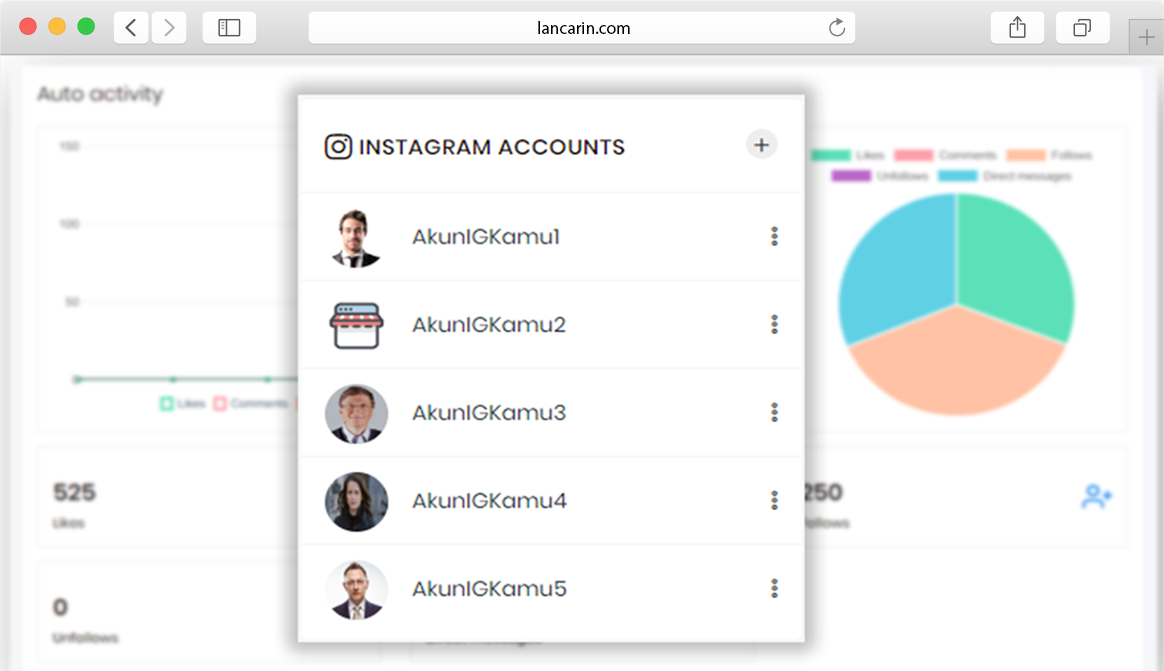 lancarin.com
Auto activity
150
100
50
0
Likes Comments
INSTAGRAM ACCOUNTS
AkunIGKamu1
AkunIGKamu2
AkunIGKamu3
AkunIGKamu4
AkunIGKamu5
Likes Comments Follows
Unfollows Direct messages
525
Likes
250
Follows
0
Unfollows